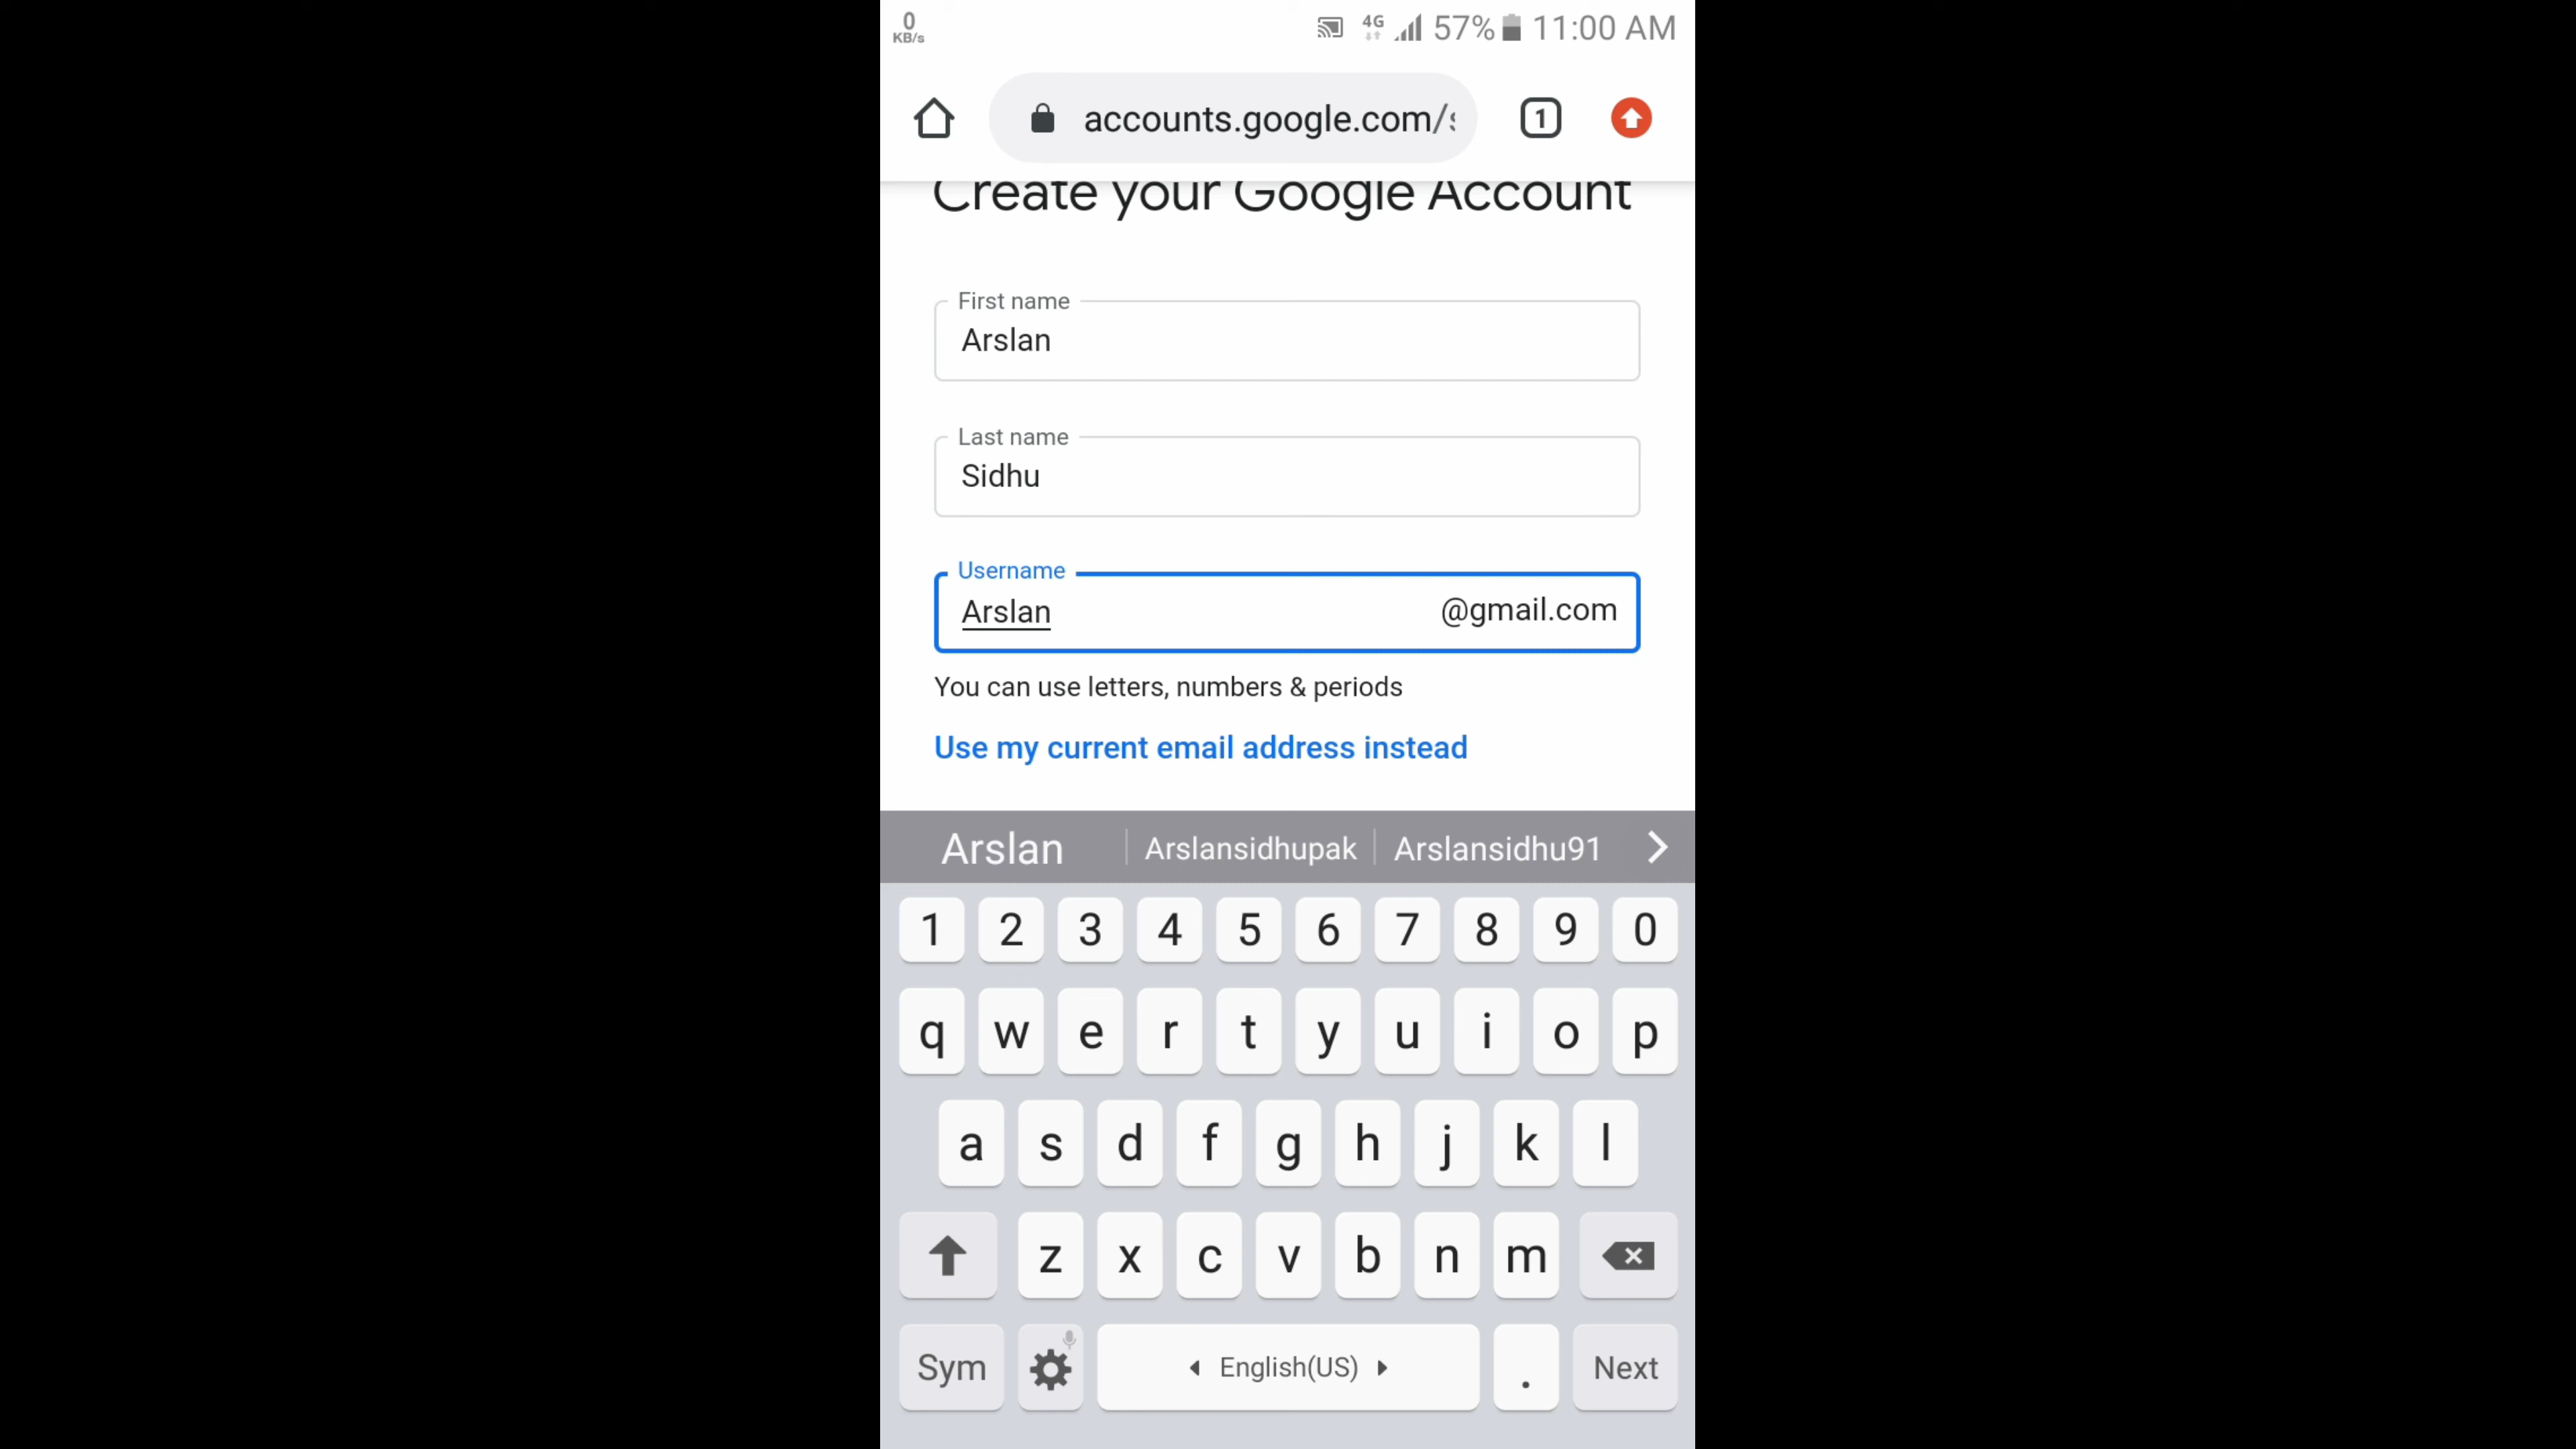 0
KB/s
4G 57% 11:00 AM
accounts.google.com/
1
Create your Google Account
First name
Arslan
Last name
Sidhu
Username
Arslan @gmail.com
You can use letters, numbers & periods
Use my current email address instead
Arslan Arslansidhupak Arslansidhu91
1 2 3 4 5 6 7 8 9 0
q w e r t y u i o p
a s d f g h j k l
z x c v b n m
Sym English(US) . Next